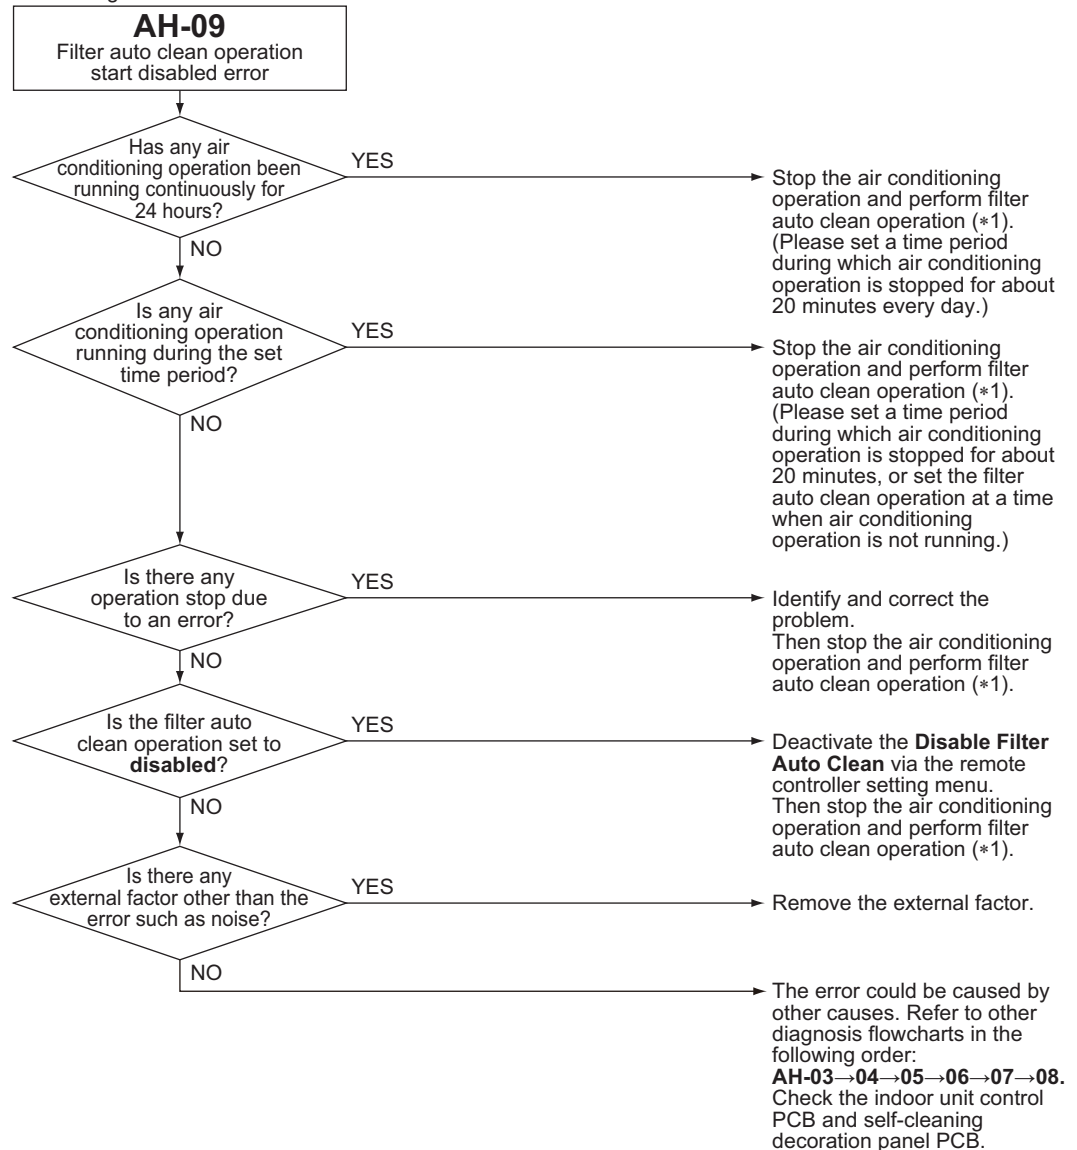 AH-09
Filter auto clean operation
start disabled error
Has any air
conditioning operation been
running continuously for
24 hours?
YES
Stop the air conditioning
operation and perform filter
auto clean operation (∗1).
(Please set a time period
during which air conditioning
operation is stopped for about
20 minutes every day.)
NO
Is any air
conditioning operation
running during the set
time period?
YES
Stop the air conditioning
operation and perform filter
auto clean operation (∗1).
(Please set a time period
during which air conditioning
operation is stopped for about
20 minutes, or set the filter
auto clean operation at a time
when air conditioning
operation is not running.)
NO
Is there any
operation stop due
to an error?
YES
Identify and correct the
problem.
Then stop the air conditioning
operation and perform filter
auto clean operation (∗1).
NO
Is the filter auto
clean operation set to
disabled?
YES
Deactivate the Disable Filter
Auto Clean via the remote
controller setting menu.
Then stop the air conditioning
operation and perform filter
auto clean operation (∗1).
NO
Is there any
external factor other than the
error such as noise?
YES
Remove the external factor.
NO
The error could be caused by
other causes. Refer to other
diagnosis flowcharts in the
following order:
AH-03→04→05→06→07→08.
Check the indoor unit control
PCB and self-cleaning
decoration panel PCB.